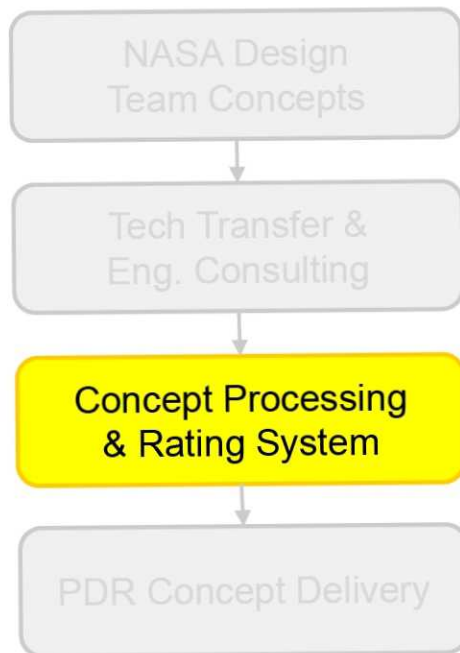 NASA Design
Team Concepts
Tech Transfer &
Eng. Consulting
Concept Processing
& Rating System
PDR Concept Delivery